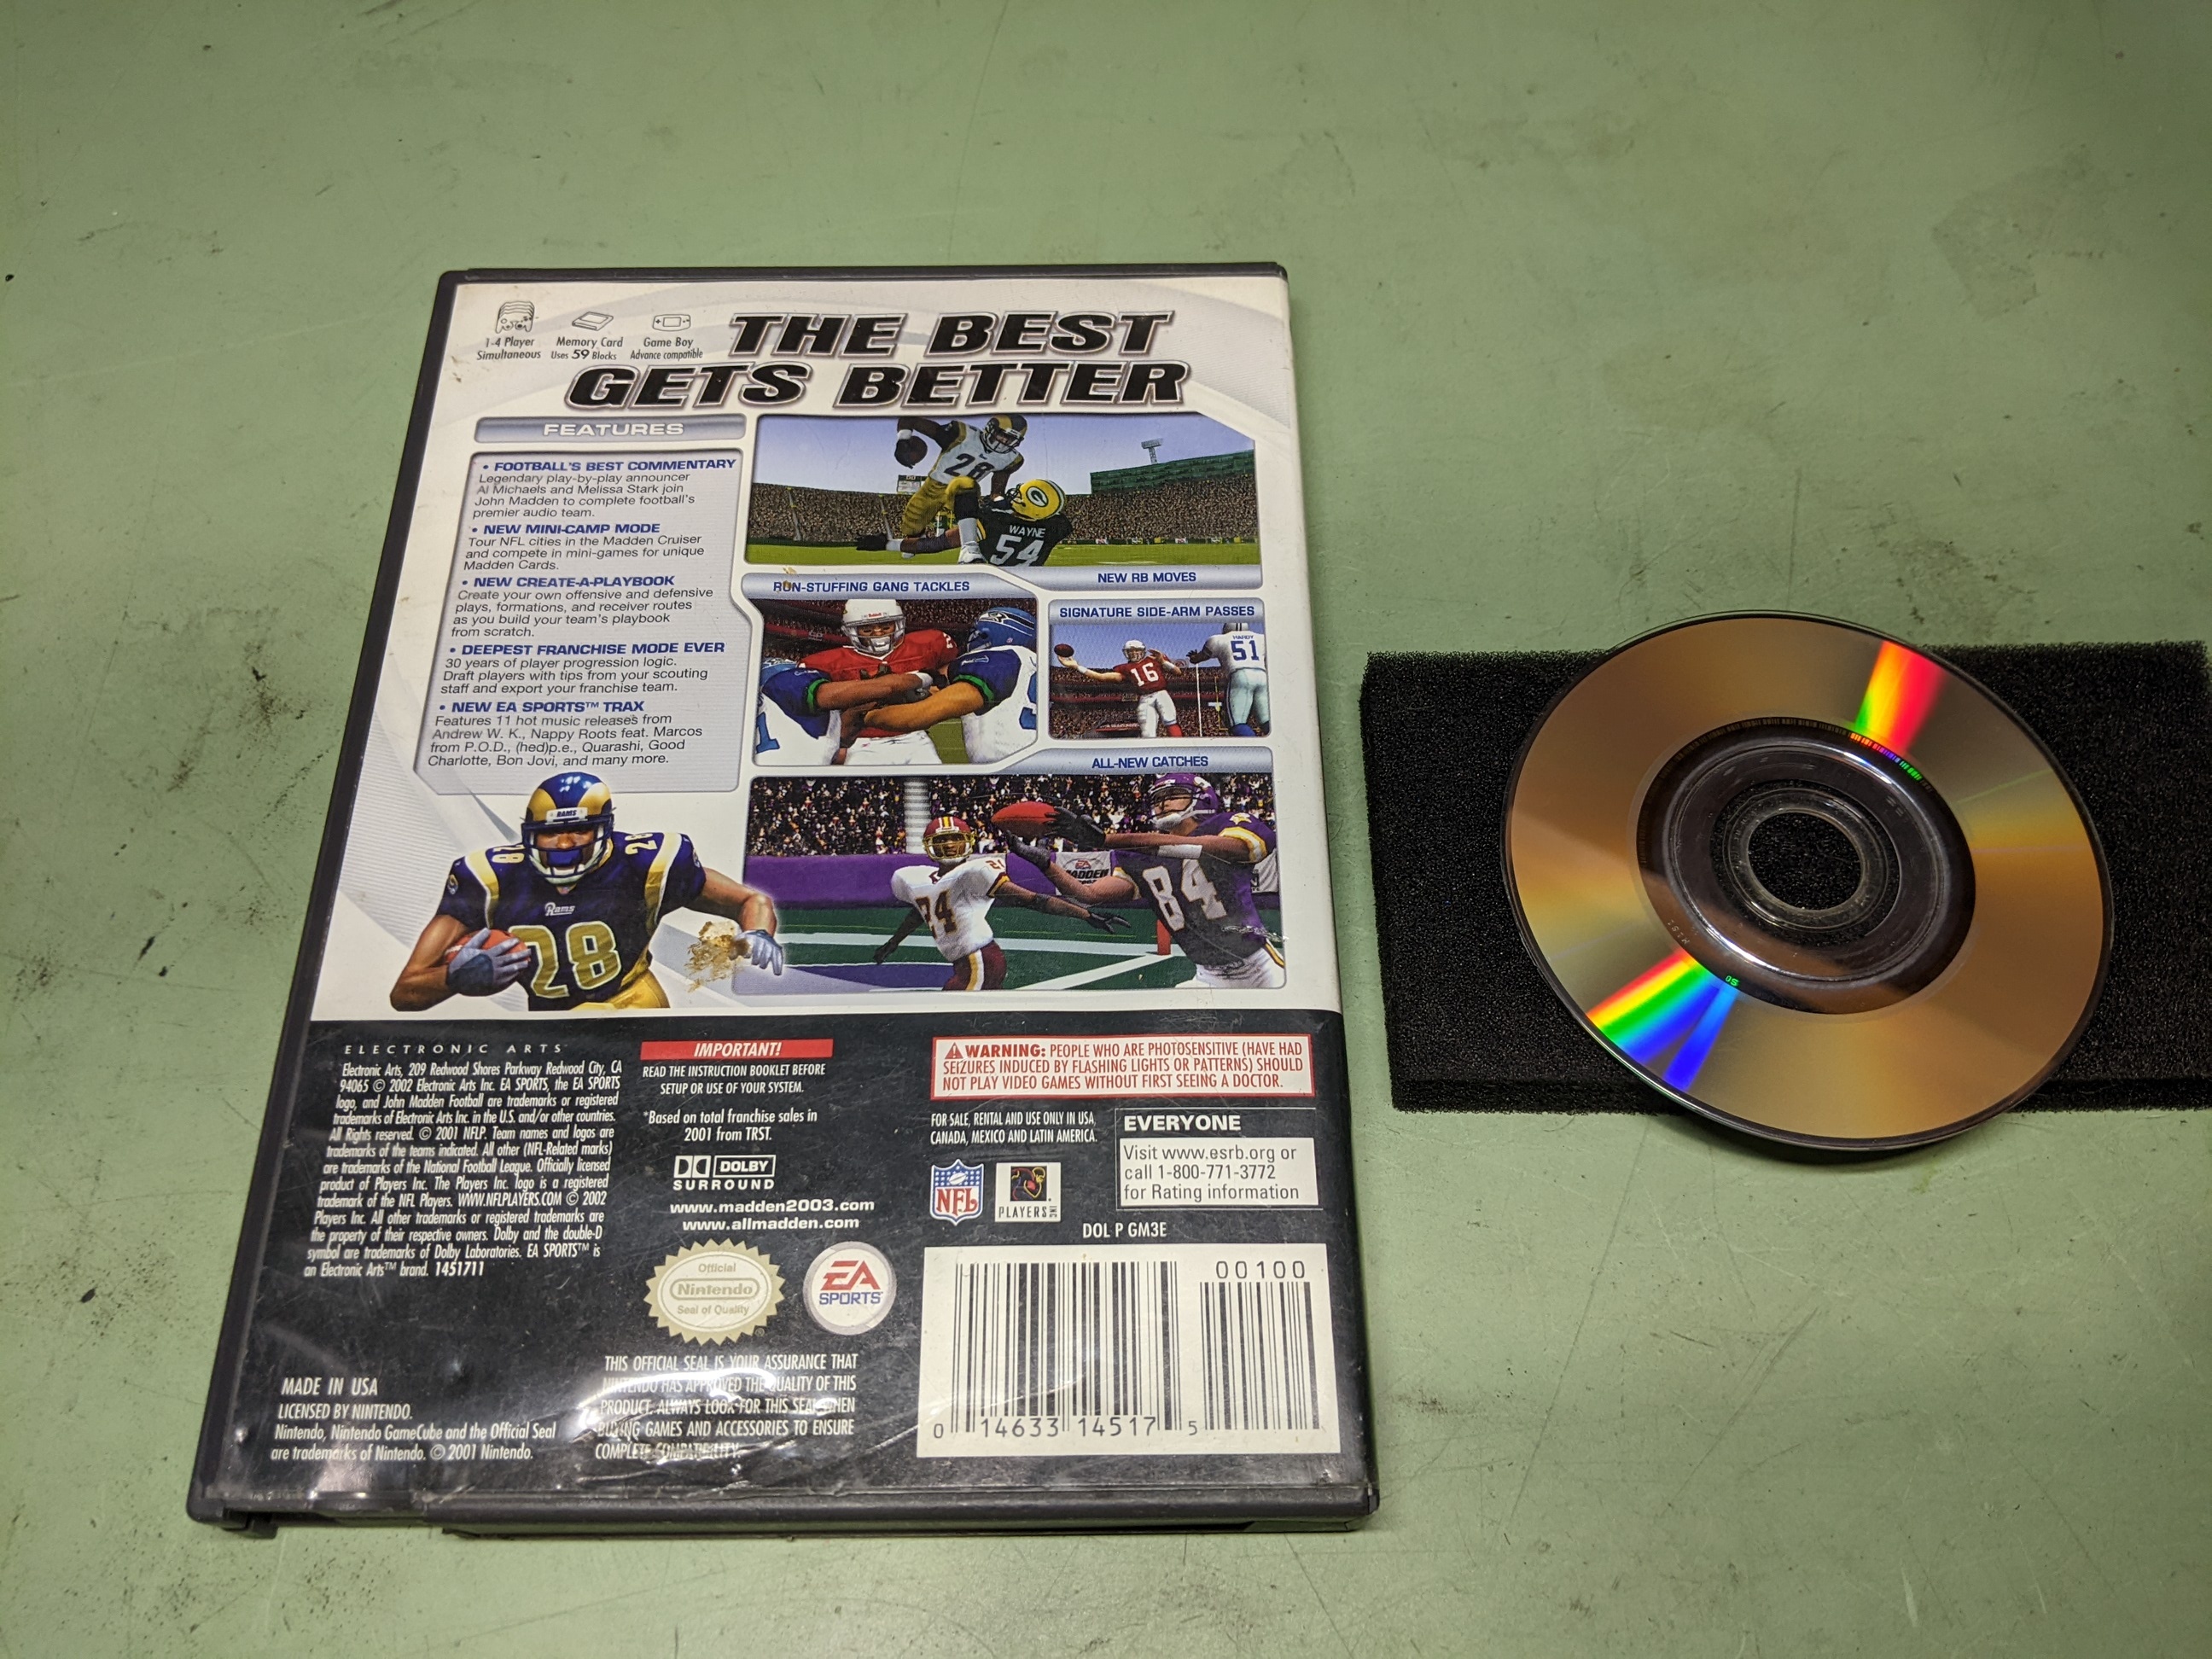 1-4 Player
Simultaneous
Memory Card
Uses 59 Blocks
Game Boy
Advance compatible
THE BEST
GETS BETTER
FEATURES
• FOOTBALL'S BEST COMMENTARY
Legendary play-by-play announcer
Al Michaels and Melissa Stark join
John Madden to complete football's
premier audio team.
• NEW MINI-CAMP MODE
Tour NFL cities in the Madden Cruiser
and compete in mini-games for unique
Madden Cards.
• NEW CREATE-A-PLAYBOOK
Create your own offensive and defensive
plays, formations, and receiver routes
as you build your team's playbook
from scratch.
• DEEPEST FRANCHISE MODE EVER
30 years of player progression logic.
Draft players with tips from your scouting
staff and export your franchise team.
• NEW EA SPORTS™ TRAX
Features 11 hot music releases from
Andrew W. K., Nappy Roots feat. Marcos
from P.O.D., (hed)p.e., Quarashi, Good
Charlotte, Bon Jovi, and many more.
28
G
WAYNE
54
NEW RB MOVES
RUN-STUFFING GANG TACKLES
SIGNATURE SIDE-ARM PASSES
16
HARDY
51
ALL-NEW CATCHES
24
84
EA
MADDEN
RAMS
28
28
Rams
28
ELECTRONIC ARTS™
Electronic Arts, 209 Redwood Shores Parkway Redwood City, CA
94065 © 2002 Electronic Arts Inc. EA SPORTS, the EA SPORTS
logo, and John Madden Football are trademarks or registered
trademarks of Electronic Arts Inc. in the U.S. and/or other countries.
All Rights reserved. © 2001 NFLP. Team names and logos are
trademarks of the teams indicated. All other (NFL-Related marks)
are trademarks of the National Football League. Officially licensed
product of Players Inc. The Players Inc. logo is a registered
trademark of the NFL Players. WWW.NFLPLAYERS.COM © 2002
Players Inc. All other trademarks or registered trademarks are
the property of their respective owners. Dolby and the double-D
symbol are trademarks of Dolby Laboratories. EA SPORTS™ is
an Electronic Arts™ brand. 1451711
IMPORTANT!
READ THE INSTRUCTION BOOKLET BEFORE
SETUP OR USE OF YOUR SYSTEM.
*Based on total franchise sales in
2001 from TRST.
DOLBY
SURROUND
www.madden2003.com
www.allmadden.com
Official
Nintendo
Seal of Quality
EA
SPORTS™
THIS OFFICIAL SEAL IS YOUR ASSURANCE THAT
NINTENDO HAS APPROVED THE QUALITY OF THIS
PRODUCT. ALWAYS LOOK FOR THIS SEAL WHEN
BUYING GAMES AND ACCESSORIES TO ENSURE
COMPLETE COMPATIBILITY.
WARNING: PEOPLE WHO ARE PHOTOSENSITIVE (HAVE HAD
SEIZURES INDUCED BY FLASHING LIGHTS OR PATTERNS) SHOULD
NOT PLAY VIDEO GAMES WITHOUT FIRST SEEING A DOCTOR.
FOR SALE, RENTAL AND USE ONLY IN USA,
CANADA, MEXICO AND LATIN AMERICA.
NFL
PLAYERS INC
EVERYONE
Visit www.esrb.org or
call 1-800-771-3772
for Rating information
DOL P GM3E
00100
0 14633 14517 5
MADE IN USA
LICENSED BY NINTENDO.
Nintendo, Nintendo GameCube and the Official Seal
are trademarks of Nintendo. © 2001 Nintendo.